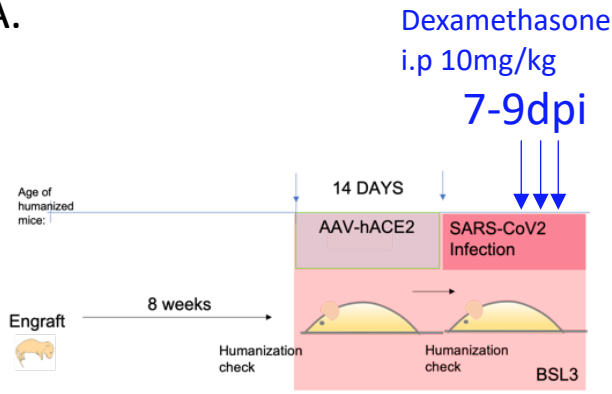 A.
Dexamethasone
i.p 10mg/kg
7-9dpi
14 DAYS
Age of
humanized
mice:
AAV-hACE2
SARS-CoV2
Infection
8 weeks
Engraft
Humanization
check
Humanization
check
BSL3